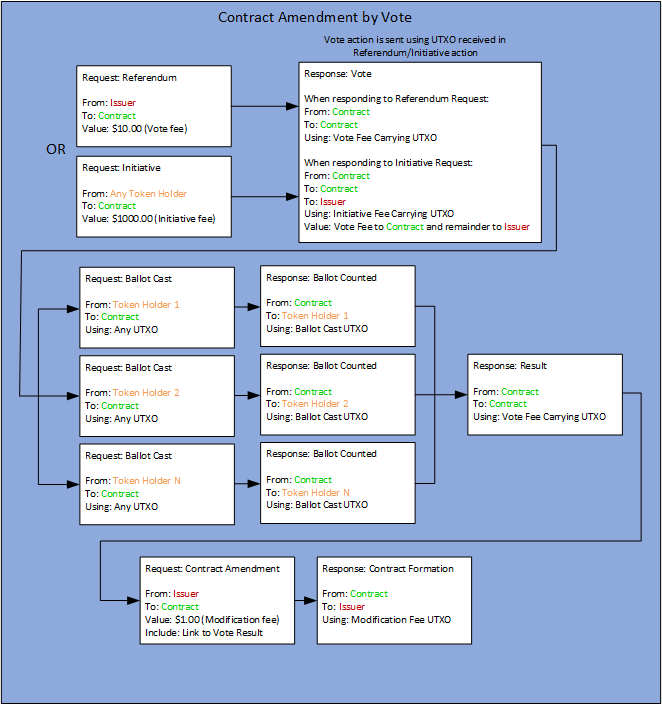 Contract Amendment by Vote
Vote action is sent using UTXO received in
Referendum/Initiative action
Request: Referendum
From: Issuer
To: Contract
Value: $10.00 (Vote fee)
OR
Request: Initiative
From: Any Token Holder
To: Contract
Value: $1000.00 (Initiative fee)
Response: Vote
When responding to Referendum Request:
From: Contract
To: Contract
Using: Vote Fee Carrying UTXO
When responding to Initiative Request:
From: Contract
To: Contract
To: Issuer
Using: Initiative Fee Carrying UTXO
Value: Vote Fee to Contract and remainder to Issuer
Request: Ballot Cast
From: Token Holder 1
To: Contract
Using: Any UTXO
Response: Ballot Counted
From: Contract
To: Token Holder 1
Using: Ballot Cast UTXO
Request: Ballot Cast
From: Token Holder 2
To: Contract
Using: Any UTXO
Response: Ballot Counted
From: Contract
To: Token Holder 2
Using: Ballot Cast UTXO
Request: Ballot Cast
From: Token Holder N
To: Contract
Using: Any UTXO
Response: Ballot Counted
From: Contract
To: Token Holder N
Using: Ballot Cast UTXO
Response: Result
From: Contract
To: Contract
Using: Vote Fee Carrying UTXO
Request: Contract Amendment
From: Issuer
To: Contract
Value: $1.00 (Modification fee)
Include: Link to Vote Result
Response: Contract Formation
From: Contract
To: Issuer
Using: Modification Fee UTXO